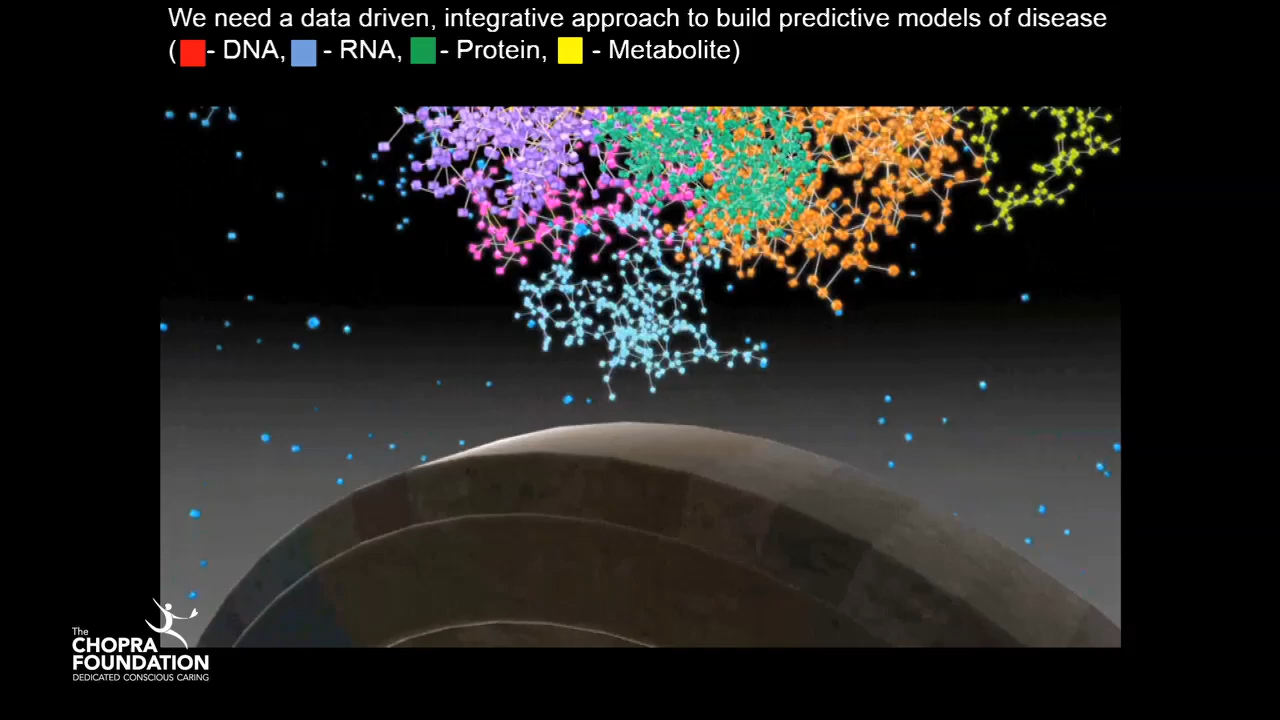 We need a data driven, integrative approach to build predictive models of disease
( - DNA, - RNA, - Protein, - Metabolite)
The
CHOPRA
FOUNDATION
DEDICATED CONSCIOUS CARING